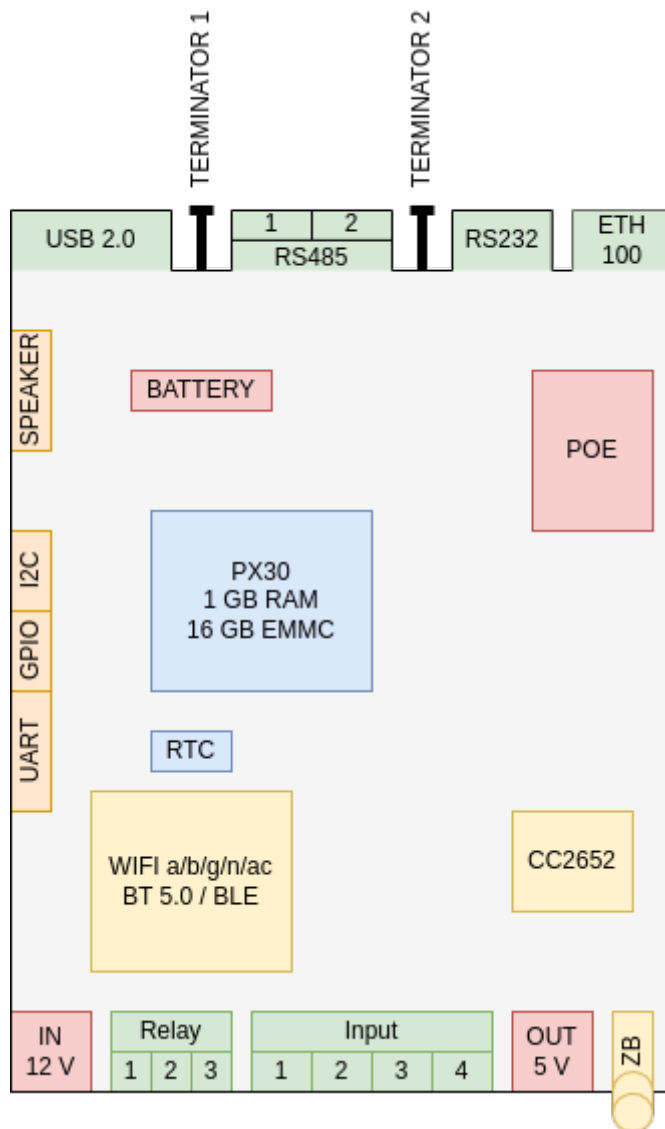 TERMINATOR 1
TERMINATOR 2
USB 2.0
1
2
RS485
RS232
ETH
100
SPEAKER
BATTERY
POE
I2C
GPIO
UART
PX30
1 GB RAM
16 GB EMMC
RTC
WIFI a/b/g/n/ac
BT 5.0 / BLE
CC2652
IN
12 V
Relay
1
2
3
Input
1
2
3
4
OUT
5 V
ZB